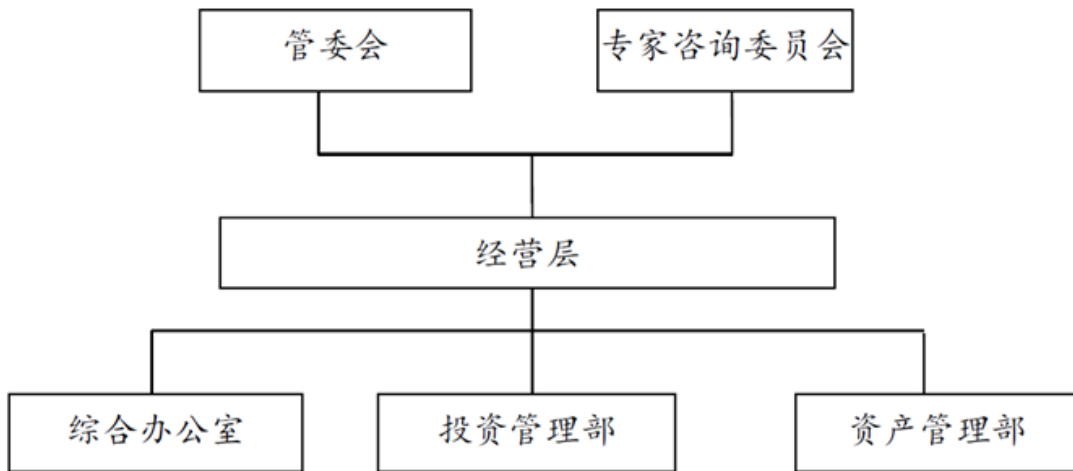 管委会
专家咨询委员会
经营层
综合办公室
投资管理部
资产管理部